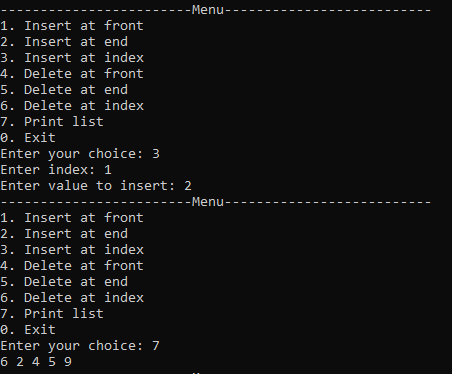 ------------------------Menu--------------------------
1. Insert at front
2. Insert at end
3. Insert at index
4. Delete at front
5. Delete at end
6. Delete at index
7. Print list
0. Exit
Enter your choice: 3
Enter index: 1
Enter value to insert: 2
------------------------Menu--------------------------
1. Insert at front
2. Insert at end
3. Insert at index
4. Delete at front
5. Delete at end
6. Delete at index
7. Print list
0. Exit
Enter your choice: 7
6 2 4 5 9